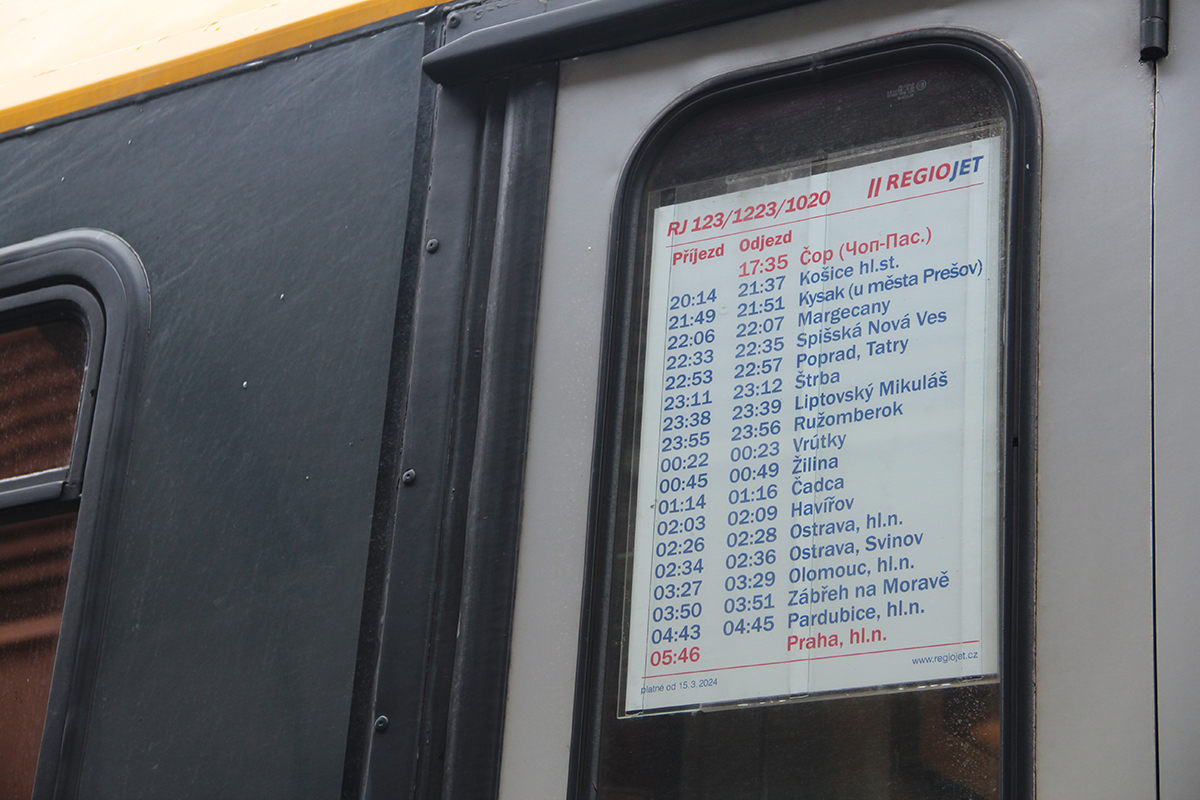 RJ 123/1223/1020 REGIOJET
Příjezd Odjezd
17:35 Čop (Чоп-Пас.)
20:14 21:37 Košice hl.st.
21:49 21:51 Kysak (u města Prešov)
22:06 22:07 Margecany
22:33 22:35 Spišská Nová Ves
22:53 22:57 Poprad, Tatry
23:11 23:12 Štrba
23:38 23:39 Liptovský Mikuláš
23:55 23:56 Ružomberok
00:22 00:23 Vrútky
00:45 00:49 Žilina
01:14 01:16 Čadca
02:03 02:09 Havířov
02:26 02:28 Ostrava, hl.n.
02:34 02:36 Ostrava, Svinov
03:27 03:29 Olomouc, hl.n.
03:50 03:51 Zábřeh na Moravě
04:43 04:45 Pardubice, hl.n.
05:46 Praha, hl.n.
platné od 15.3.2024 www.regiojet.cz